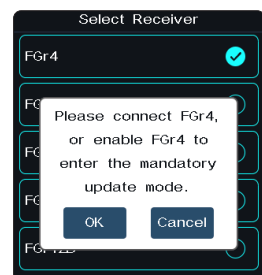 Select Receiver
FGr4
Please connect FGr4,
or enable FGr4 to
enter the mandatory
update mode.
OK
Cancel